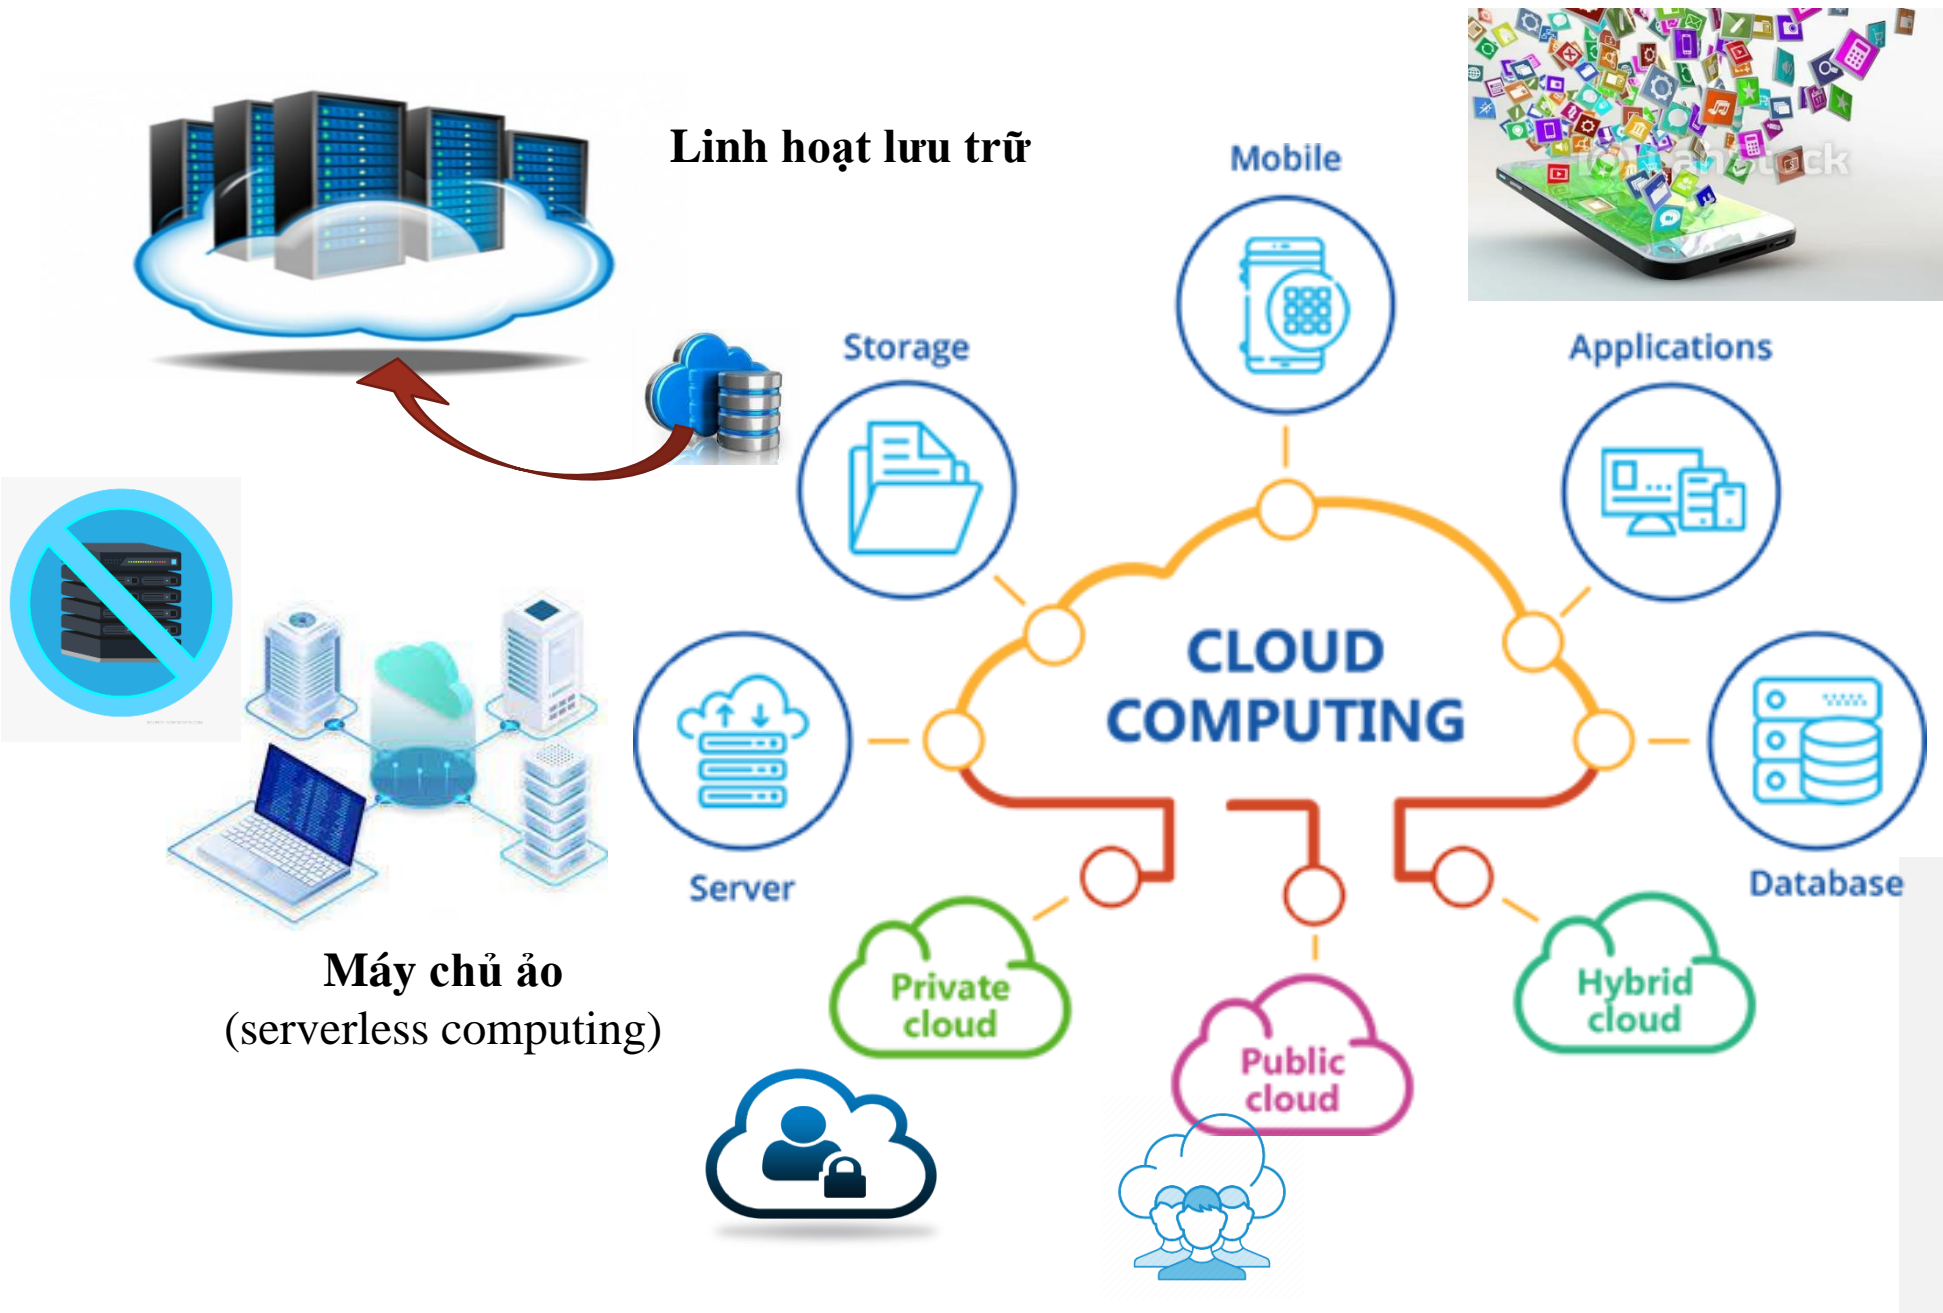 Linh hoạt lưu trữ
Mobile
Storage
Applications
CLOUD
COMPUTING
Server
Database
Máy chủ ảo
(serverless computing)
Private
cloud
Public
cloud
Hybrid
cloud